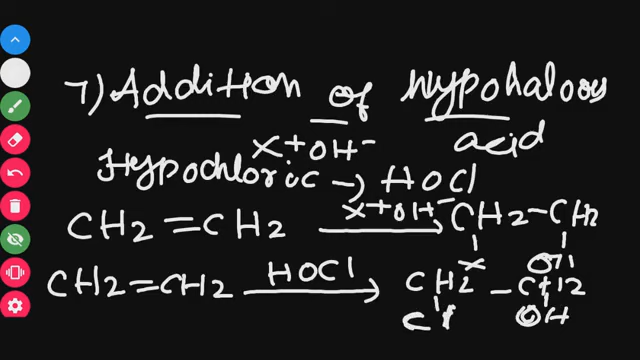 7) Addition of hypohalous
acid
X+OH-
Hypochloric → HOCl
CH2=CH2 X+OH- → CH2-CH2
X OH
CH2=CH2 HOCl → CH2-CH2
Cl OH